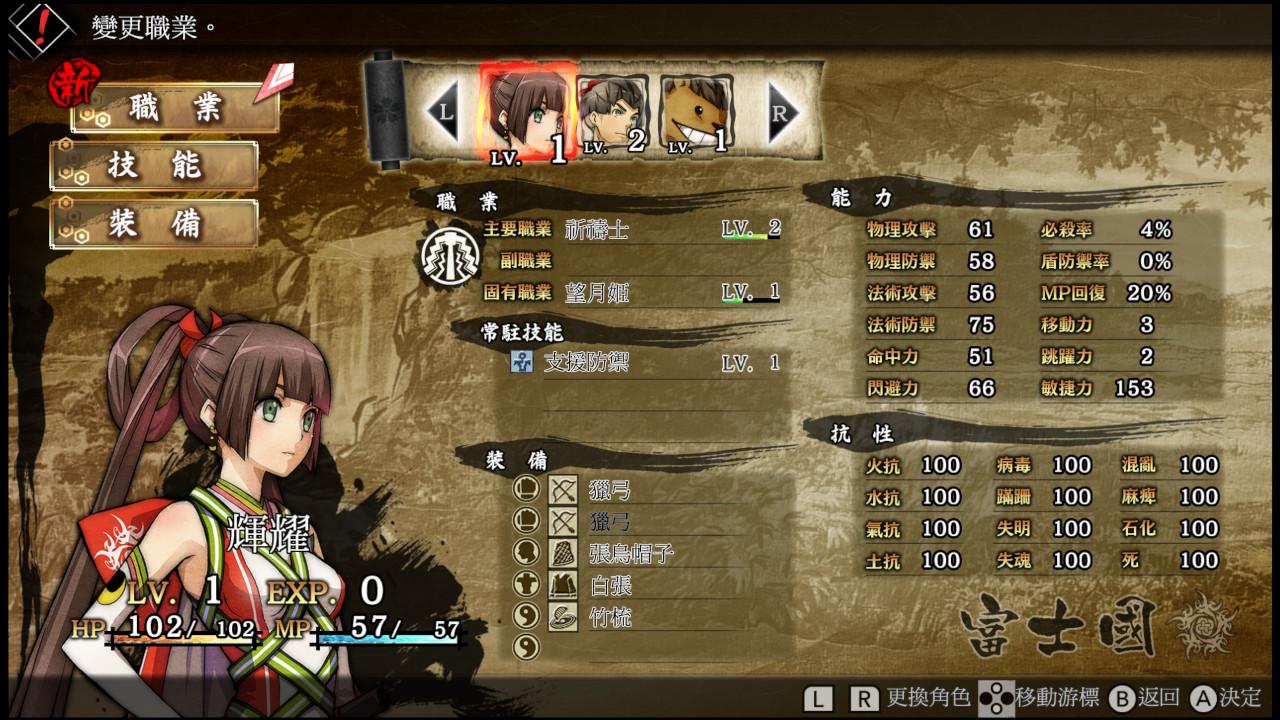 變更職業。
新
職業
技能
裝備
L
LV. 1
LV. 2
LV. 1
R
職業
主要職業 祈禱士 LV. 2
副職業
固有職業 望月姬 LV. 1
常駐技能
支援防禦 LV. 1
裝備
獵弓
獵弓
張烏帽子
白張
竹梳
能力
物理攻擊 61 必殺率 4%
物理防禦 58 盾防禦率 0%
法術攻擊 56 MP回復 20%
法術防禦 75 移動力 3
命中力 51 跳躍力 2
閃避力 66 敏捷力 153
抗性
火抗 100 病毒 100 混亂 100
水抗 100 蹣跚 100 麻痺 100
氣抗 100 失明 100 石化 100
土抗 100 失魂 100 死 100
輝耀
LV. 1 EXP. 0
HP 102/ 102 MP 57/ 57
富士國
L R 更換角色 移動游標 B 返回 A 決定